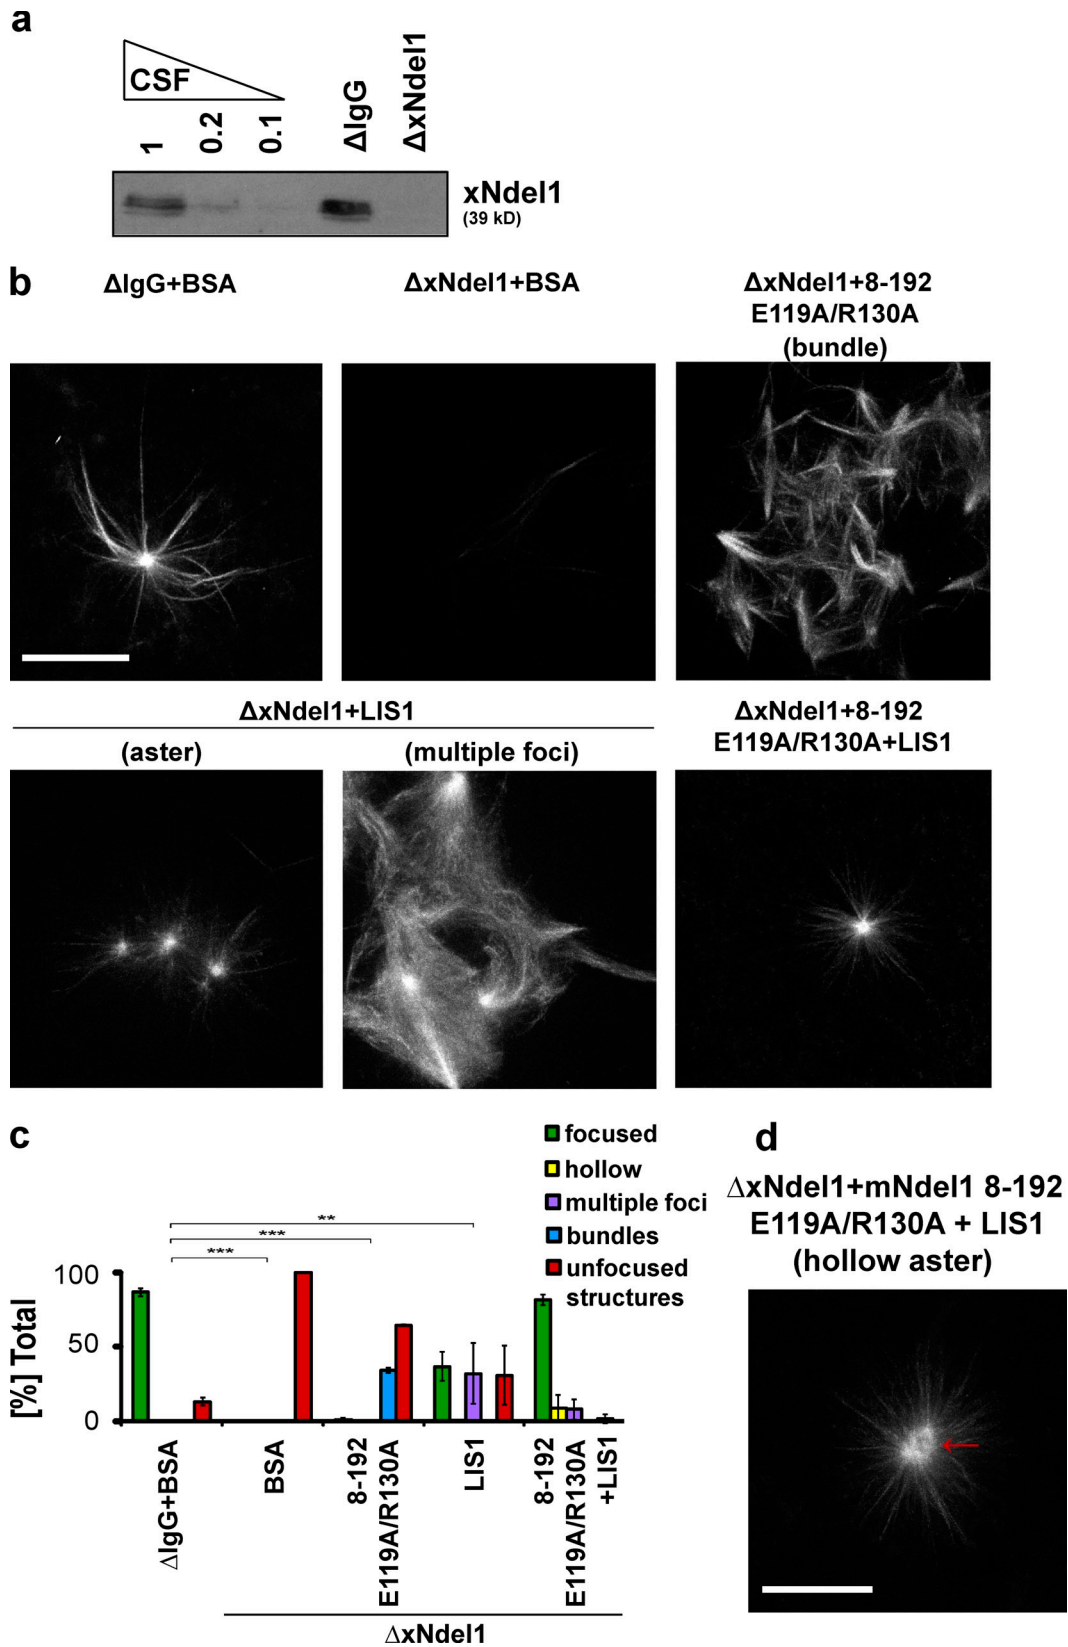 a
CSF
1
0.2
0.1
ΔIgG
ΔxNdel1
xNdel1
(39 kD)
b
ΔIgG+BSA
ΔxNdel1+BSA
ΔxNdel1+8-192
E119A/R130A
(bundle)
ΔxNdel1+LIS1
(aster)
(multiple foci)
ΔxNdel1+8-192
E119A/R130A+LIS1
c
focused
hollow
multiple foci
bundles
unfocused
structures
**
***
***
[%] Total
100
50
0
ΔIgG+BSA
BSA
8-192
E119A/R130A
LIS1
8-192
E119A/R130A
+LIS1
ΔxNdel1
d
ΔxNdel1+mNdel1 8-192
E119A/R130A + LIS1
(hollow aster)